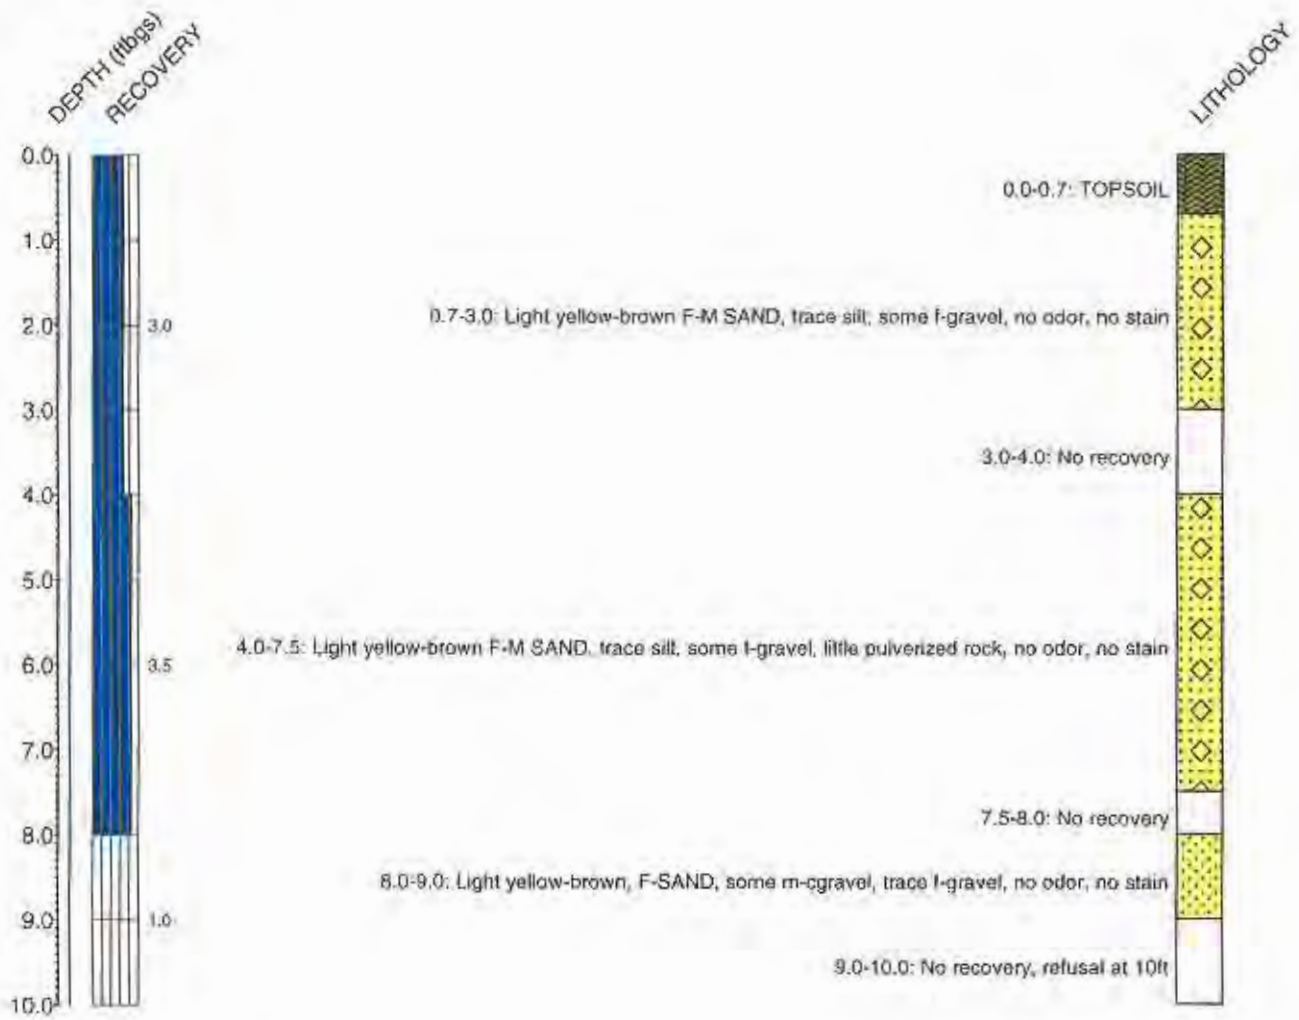 DEPTH (ftbgs)
RECOVERY
LITHOLOGY
0.0
0.0-0.7: TOPSOIL
1.0
0.7-3.0: Light yellow-brown F-M SAND, trace silt, some f-gravel, no odor, no stain
2.0
3.0
3.0
3.0-4.0: No recovery
4.0
5.0
4.0-7.5: Light yellow-brown F-M SAND, trace silt, some f-gravel, little pulverized rock, no odor, no stain
6.0
3.5
7.0
7.5-8.0: No recovery
8.0
8.0-9.0: Light yellow-brown, F-SAND, some m-cgravel, trace f-gravel, no odor, no stain
9.0
1.0
9.0-10.0: No recovery, refusal at 10ft
10.0